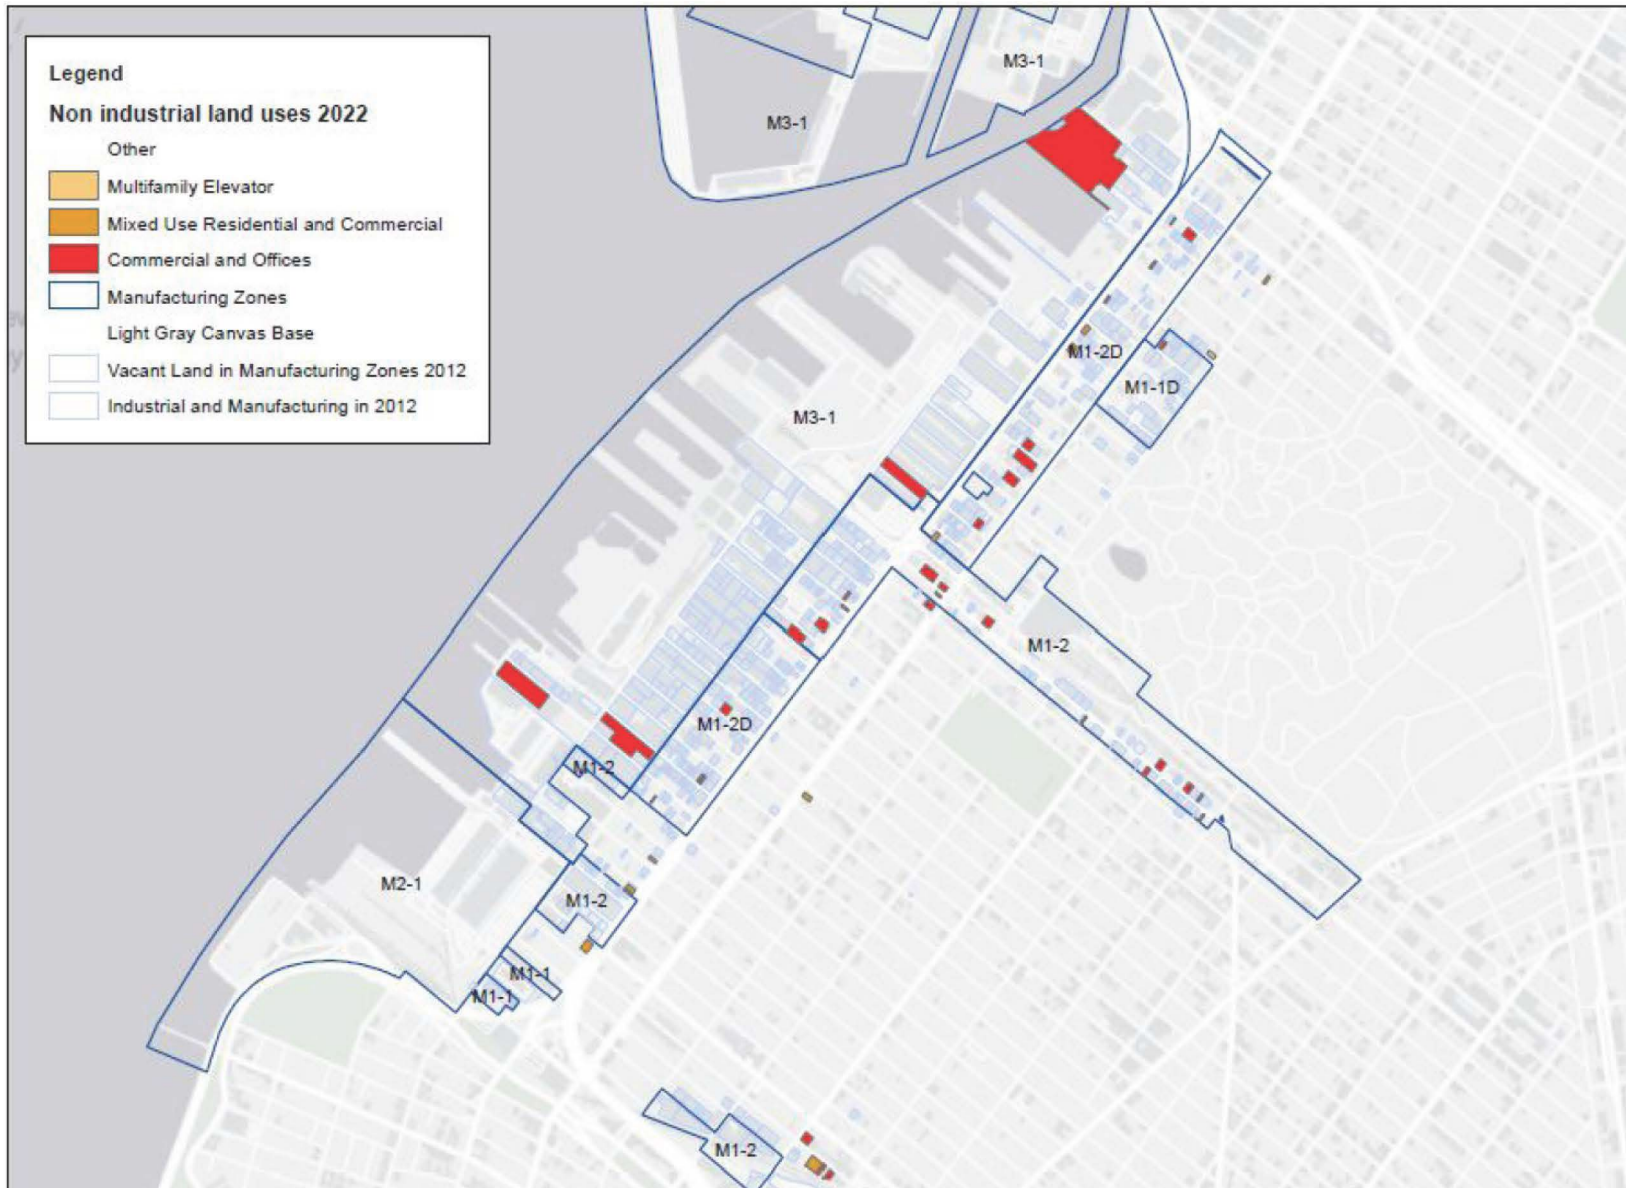 Legend
Non industrial land uses 2022
Other
Multifamily Elevator
Mixed Use Residential and Commercial
Commercial and Offices
Manufacturing Zones
Light Gray Canvas Base
Vacant Land in Manufacturing Zones 2012
Industrial and Manufacturing in 2012
M3-1
M3-1
M1-2D
M1-1D
M3-1
M1-2
M1-2D
M1-2
M2-1
M1-2
M1-1
M1-1
M1-2